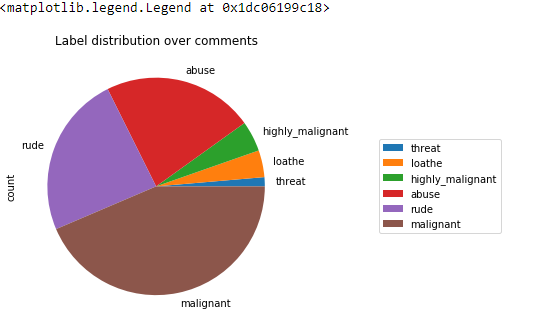 <matplotlib.legend.Legend at 0x1dc06199c18>
Label distribution over comments
abuse
highly_malignant
rude
loathe
threat
count
malignant
threat
loathe
highly_malignant
abuse
rude
malignant